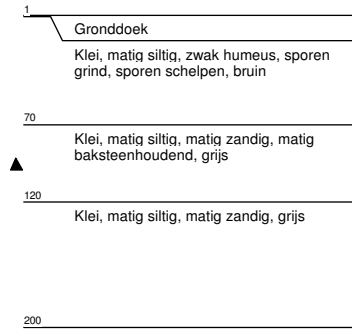 1
Gronddoek
Klei, matig siltig, zwak humeus, sporen
grind, sporen schelpen, bruin
70
Klei, matig siltig, matig zandig, matig
baksteenhoudend, grijs
120
Klei, matig siltig, matig zandig, grijs
200